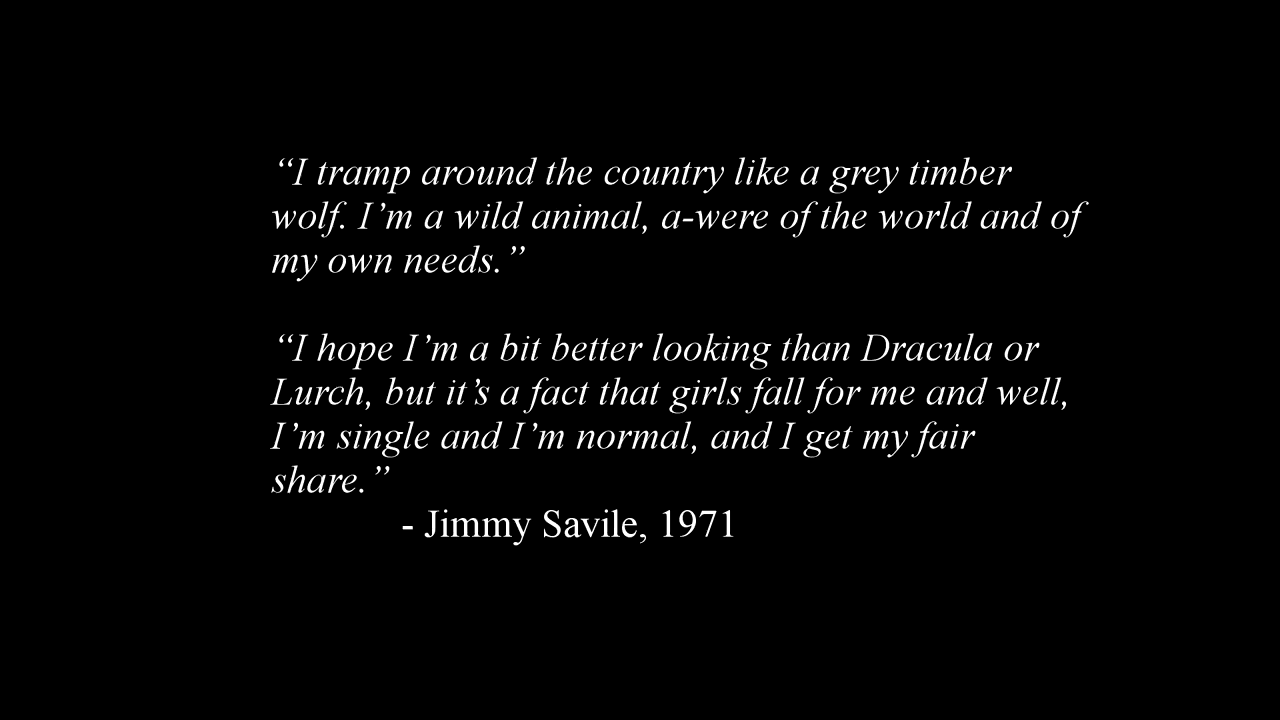 “I tramp around the country like a grey timber
wolf. I’m a wild animal, a-were of the world and of
my own needs.”
“I hope I’m a bit better looking than Dracula or
Lurch, but it’s a fact that girls fall for me and well,
I’m single and I’m normal, and I get my fair
share.”
- Jimmy Savile, 1971